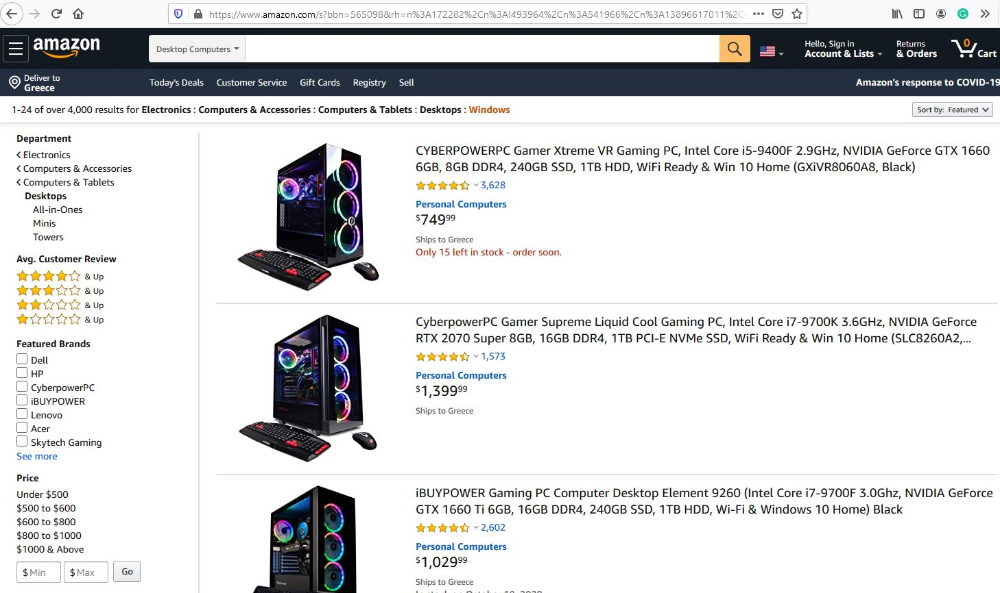 https://www.amazon.com/s?bbn=565098&rh=n%3A172282%2Cn%3A!493964%2Cn%3A541966%2Cn%3A13896617011%2C
amazon
Desktop Computers
Hello, Sign in
Account & Lists
Returns
& Orders
0
Cart
Deliver to
Greece
Today's Deals Customer Service Gift Cards Registry Sell
Amazon's response to COVID-19
1-24 of over 4,000 results for Electronics : Computers & Accessories : Computers & Tablets : Desktops : Windows
Sort by: Featured
Department
Electronics
Computers & Accessories
Computers & Tablets
Desktops
All-in-Ones
Minis
Towers
Avg. Customer Review
& Up
& Up
& Up
& Up
Featured Brands
Dell
HP
CyberpowerPC
iBUYPOWER
Lenovo
Acer
Skytech Gaming
See more
Price
Under $500
$500 to $600
$600 to $800
$800 to $1000
$1000 & Above
$ Min $ Max Go
CYBERPOWERPC Gamer Xtreme VR Gaming PC, Intel Core i5-9400F 2.9GHz, NVIDIA GeForce GTX 1660
6GB, 8GB DDR4, 240GB SSD, 1TB HDD, WiFi Ready & Win 10 Home (GXiVR8060A8, Black)
3,628
Personal Computers
$749.99
Ships to Greece
Only 15 left in stock - order soon.
CyberpowerPC Gamer Supreme Liquid Cool Gaming PC, Intel Core i7-9700K 3.6GHz, NVIDIA GeForce
RTX 2070 Super 8GB, 16GB DDR4, 1TB PCI-E NVMe SSD, WiFi Ready & Win 10 Home (SLC8260A2,...
1,573
Personal Computers
$1,399.99
Ships to Greece
iBUYPOWER Gaming PC Computer Desktop Element 9260 (Intel Core i7-9700F 3.0Ghz, NVIDIA GeForce
GTX 1660 Ti 6GB, 16GB DDR4, 240GB SSD, 1TB HDD, Wi-Fi & Windows 10 Home) Black
2,602
Personal Computers
$1,029.99
Ships to Greece